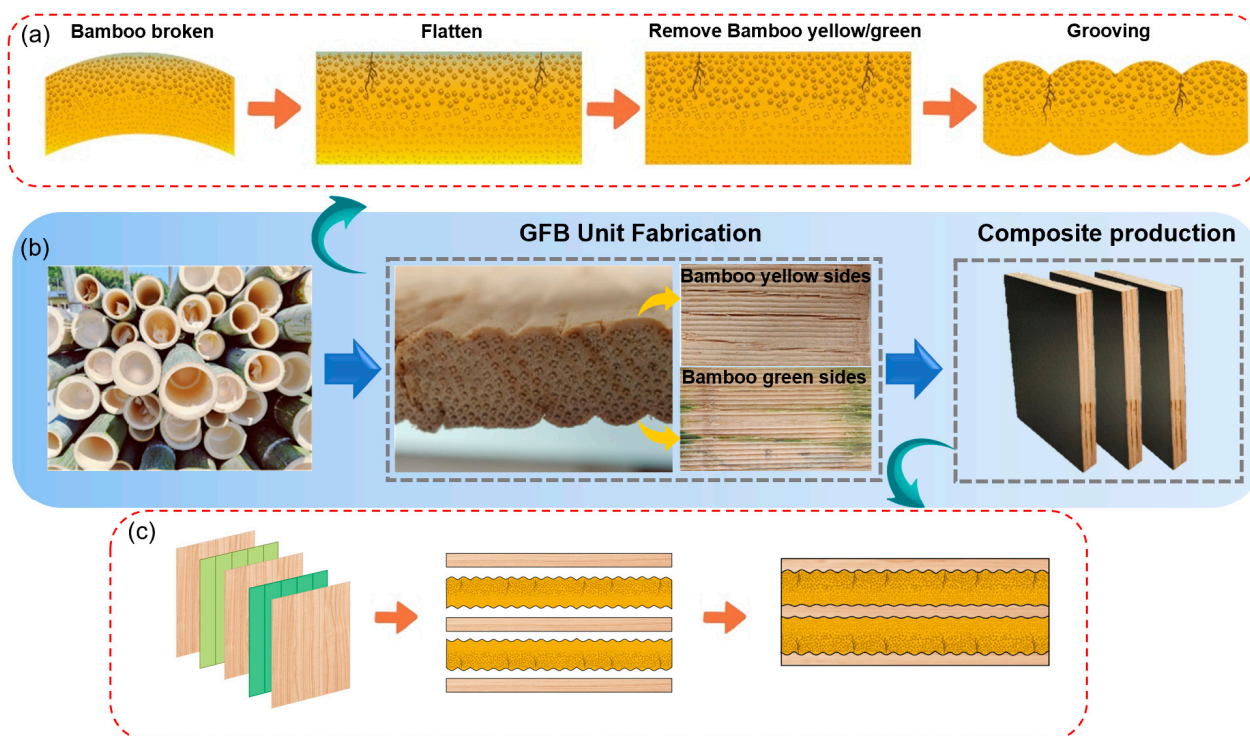 (a)
Bamboo broken
Flatten
Remove Bamboo yellow/green
Grooving
(b)
GFB Unit Fabrication
Composite production
Bamboo yellow sides
Bamboo green sides
(c)